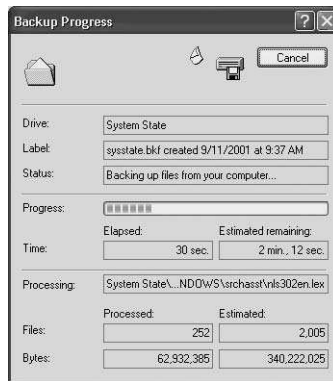 Backup Progress
Cancel
Drive: System State
Label: sysstate.bkf created 9/11/2001 at 9:37 AM
Status: Backing up files from your computer...
Progress:
Elapsed: Estimated remaining:
Time: 30 sec. 2 min., 12 sec.
Processing: System State\...NDOWS\srchasst\nls302en.lex
Processed: Estimated:
Files: 252 2,005
Bytes: 62,932,385 340,222,025